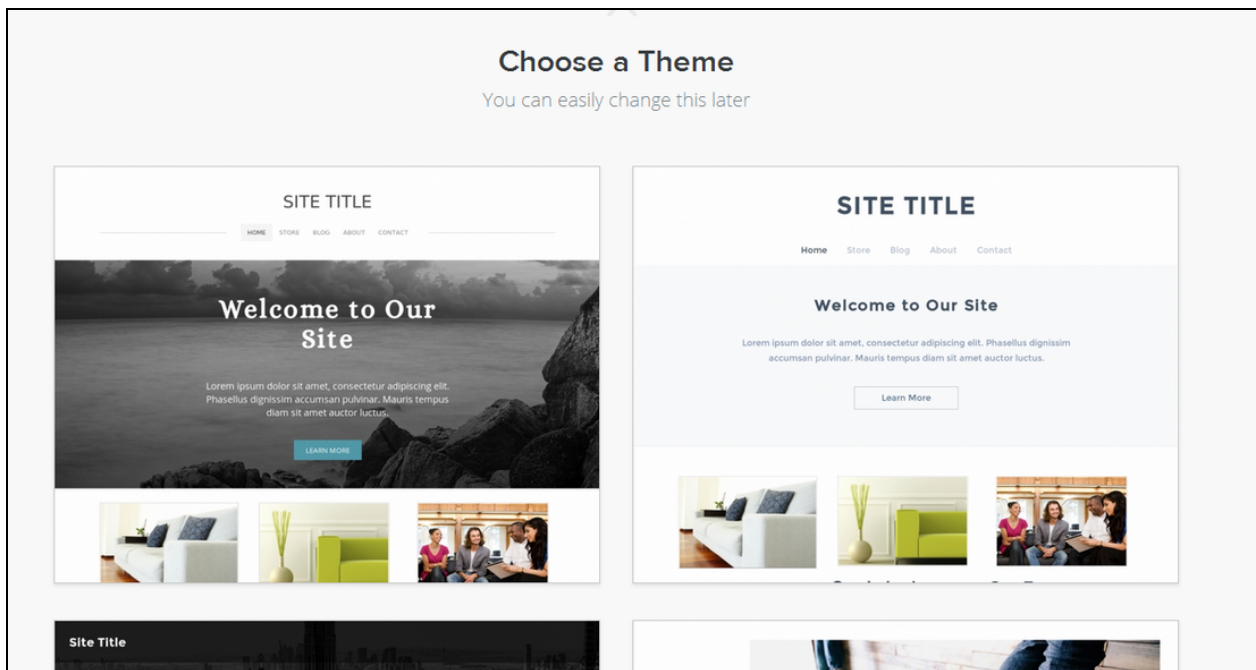 Choose a Theme
You can easily change this later
SITE TITLE
HOME STORE BLOG ABOUT CONTACT
Welcome to Our
Site
Lorem ipsum dolor sit amet, consectetur adipiscing elit.
Phasellus dignissim accumsan pulvinar. Mauris tempus
diam sit amet auctor luctus.
LEARN MORE
SITE TITLE
Home Store Blog About Contact
Welcome to Our Site
Lorem ipsum dolor sit amet, consectetur adipiscing elit. Phasellus dignissim
accumsan pulvinar. Mauris tempus diam sit amet auctor luctus.
Learn More
Site Title